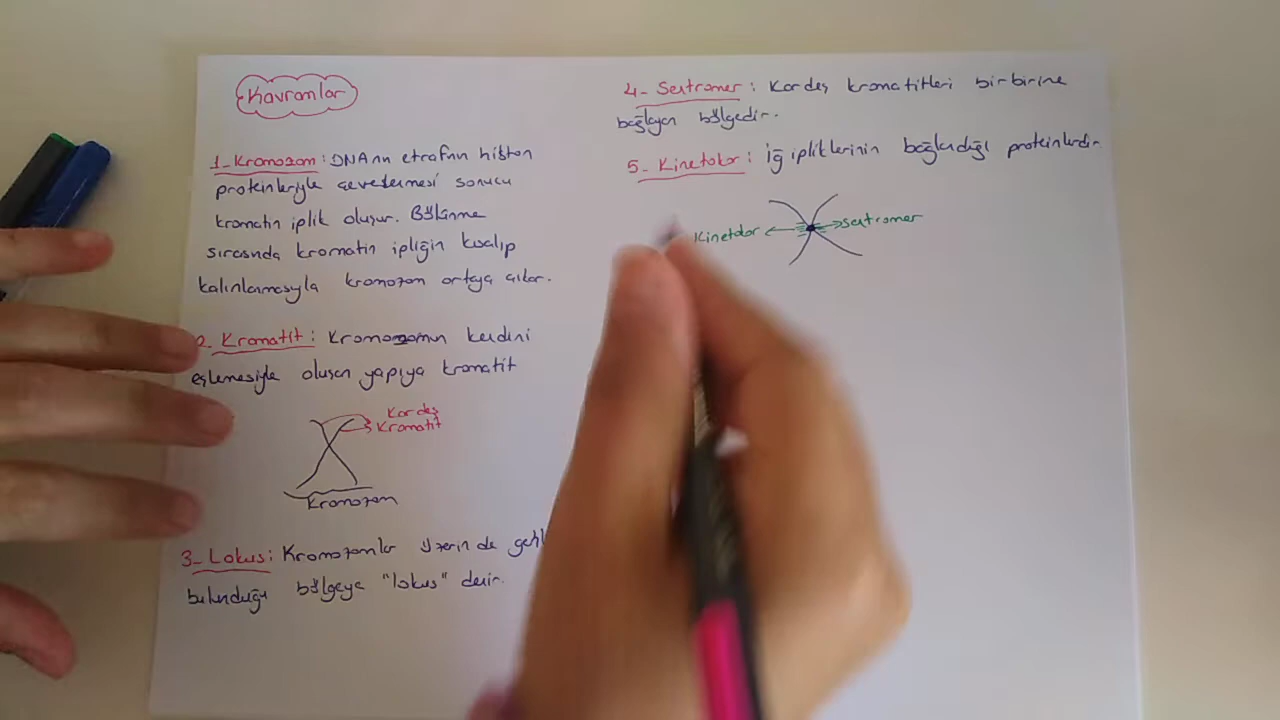 Kavramlar
1- Kromozom: DNA nın etrafının histon
proteinleriyle çevrelenmesi sonucu
kromatin iplik oluşur. Bölünme
sırasında kromatin ipliğin kısalıp
kalınlaşmasıyla kromozom ortaya çıkar.
2- Kromatit: Kromozomun kendini
eşlemesiyle oluşan yapıya kromatit
Kardeş
Kromatit
Kromozom
3- Lokus: Kromozomlar üzerinde
bulunduğu bölgeye "lokus" denir.
4- Sentromer: Kardeş kromatitleri birbirine
bağlayan bölgedir.
5- Kinetokor: İğ ipliklerinin bağlandığı proteinlerdir.
Kinetokor sentromer